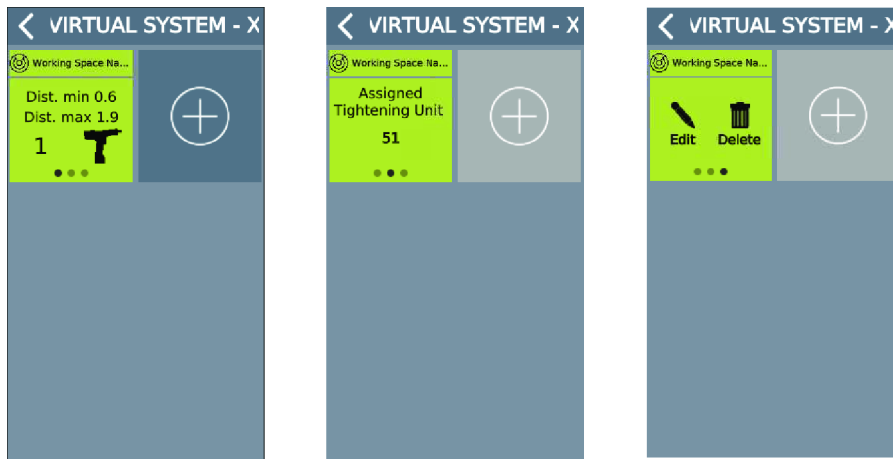 VIRTUAL SYSTEM - X
Working Space Na...
Dist. min 0.6
Dist. max 1.9
1
VIRTUAL SYSTEM - X
Working Space Na...
Assigned
Tightening Unit
51
VIRTUAL SYSTEM - X
Working Space Na...
Edit Delete